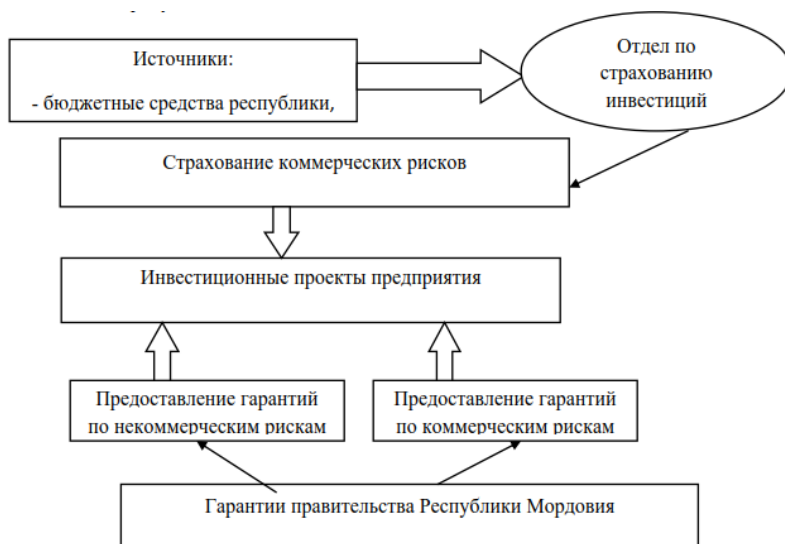 Источники:
- бюджетные средства республики,
Отдел по
страхованию
инвестиций
Страхование коммерческих рисков
Инвестиционные проекты предприятия
Предоставление гарантий
по некоммерческим рискам
Предоставление гарантий
по коммерческим рискам
Гарантии правительства Республики Мордовия